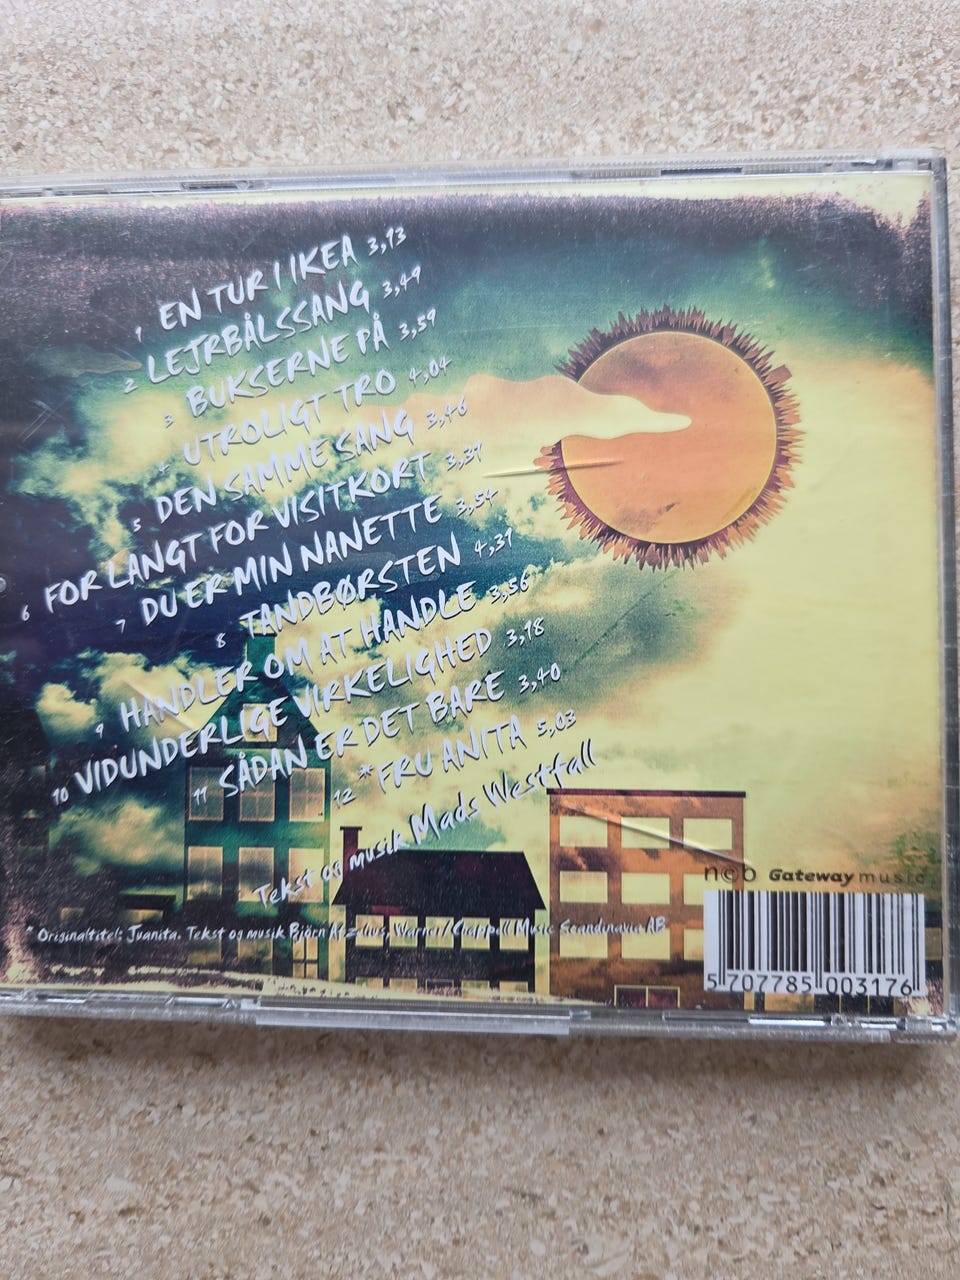 1 EN TUR I IKEA 3,13
2 LEJRBÅLSSANG 3,49
3 BUKSERNE PÅ 3,59
4 UTROLIGT TRO 4,04
5 DEN SAMME SANG 3,46
6 FOR LANGT FOR VISITKORT 3,37
7 DU ER MIN NANETTE 3,54
8 TANDBØRSTEN 4,31
9 HANDLER OM AT HANDLE 3,56
10 VIDUNDERLIGE VIRKELIGHED 3,18
11 SÅDAN ER DET BARE 3,40
12 *FRU ANITA 5,03
Tekst og musik Mads Westfall
* Originaltitel: Juanita. Tekst og musik Björn Afzelius, Warner/Chappell Music Scandinavia AB
n©b Gateway music
5 707785 003176